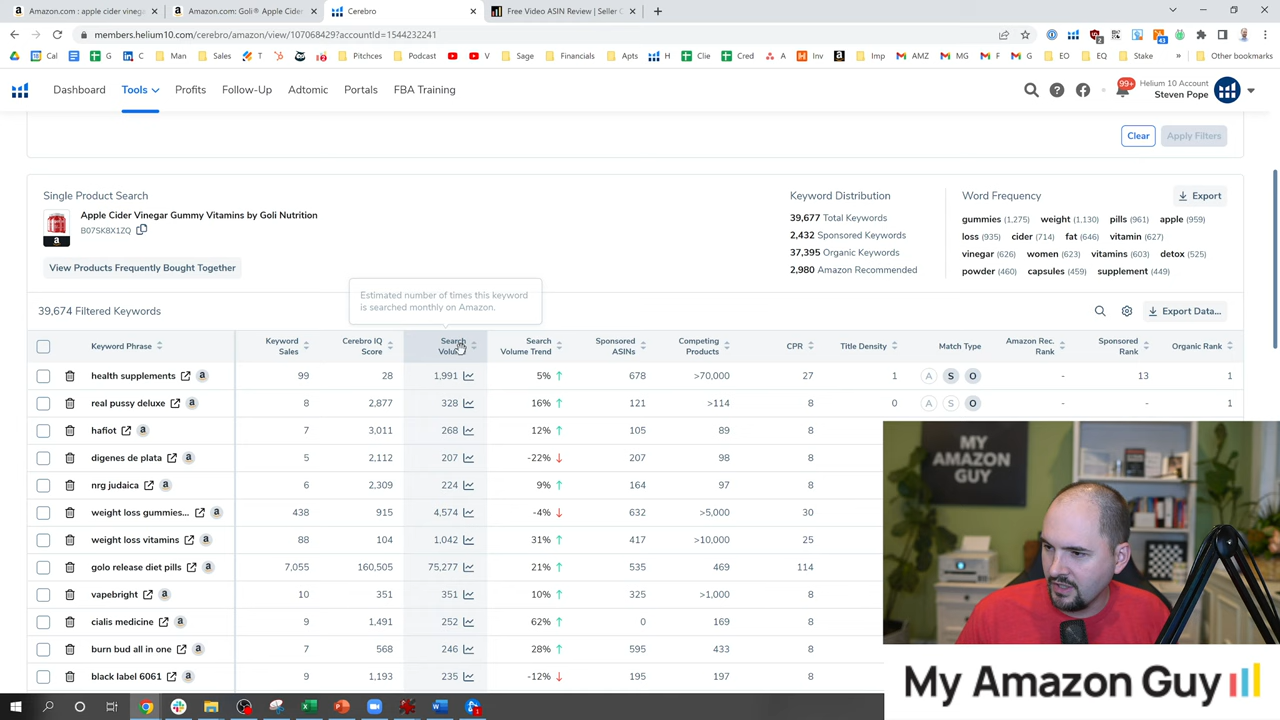 Amazon.com : apple cider vinega
Amazon.com: Goli® Apple Cider
Cerebro
Free Video ASIN Review | Seller C
members.helium10.com/cerebro/amazon/view/107068429?accountId=1544232241
Cal
G
C
Man
Sales
Pitchces
Podcast
V
Sage
Financials
Apts
H
Clie
Cred
A
Inv
Imp
AMZ
MG
F
G
EO
EQ
Stake
»
Other bookmarks
Dashboard
Tools
Profits
Follow-Up
Adtomic
Portals
FBA Training
99+
Helium 10 Account
Steven Pope
Clear
Apply Filters
Single Product Search
Apple Cider Vinegar Gummy Vitamins by Goli Nutrition
B07SK8X1ZQ
View Products Frequently Bought Together
Keyword Distribution
39,677 Total Keywords
2,432 Sponsored Keywords
37,395 Organic Keywords
2,980 Amazon Recommended
Word Frequency
Export
gummies (1,275) weight (1,130) pills (961) apple (959)
loss (935) cider (714) fat (646) vitamin (627)
vinegar (626) women (623) vitamins (603) detox (525)
powder (460) capsules (459) supplement (449)
Estimated number of times this keyword
is searched monthly on Amazon.
39,674 Filtered Keywords
Export Data...
Keyword Phrase
Keyword Sales
Cerebro IQ Score
Search Volume
Search Volume Trend
Sponsored ASINs
Competing Products
CPR
Title Density
Match Type
Amazon Rec. Rank
Sponsored Rank
Organic Rank
health supplements 99 28 1,991 5% 678 >70,000 27 1 A S O - 13 1
real pussy deluxe 8 2,877 328 16% 121 >114 8 0 A S O - - 1
hafiot 7 3,011 268 12% 105 89 8
digenes de plata 5 2,112 207 -22% 207 98 8
nrg judaica 6 2,309 224 9% 164 97 8
weight loss gummies... 438 915 4,574 -4% 632 >5,000 30
weight loss vitamins 88 104 1,042 31% 417 >10,000 25
golo release diet pills 7,055 160,505 75,277 21% 535 469 114
vapebright 10 351 351 10% 325 >1,000 8
cialis medicine 9 1,491 252 62% 0 169 8
burn bud all in one 7 568 246 28% 595 433 8
black label 6061 9 1,193 235 -12% 195 197 8
MY
AMAZON
GUY
My Amazon Guy